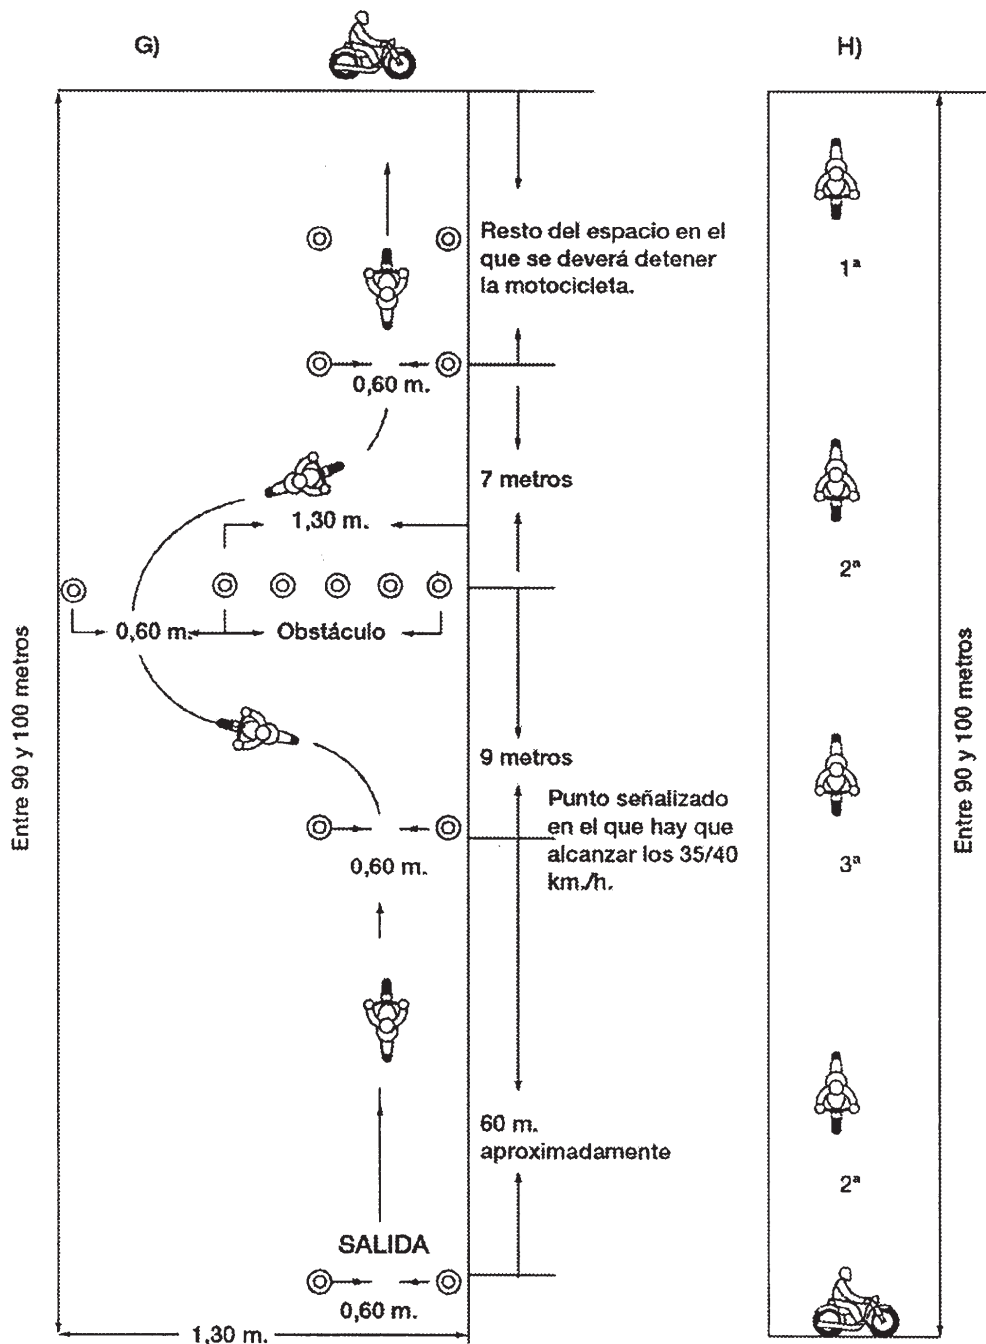 G)
H)
Resto del espacio en el
que se deverá detener
la motocicleta.
1ª
0,60 m.
7 metros
1,30 m.
2ª
0,60 m.
Obstáculo
Entre 90 y 100 metros
9 metros
Punto señalizado
en el que hay que
alcanzar los 35/40
km./h.
0,60 m.
3ª
Entre 90 y 100 metros
60 m.
aproximadamente
2ª
SALIDA
0,60 m.
1,30 m.